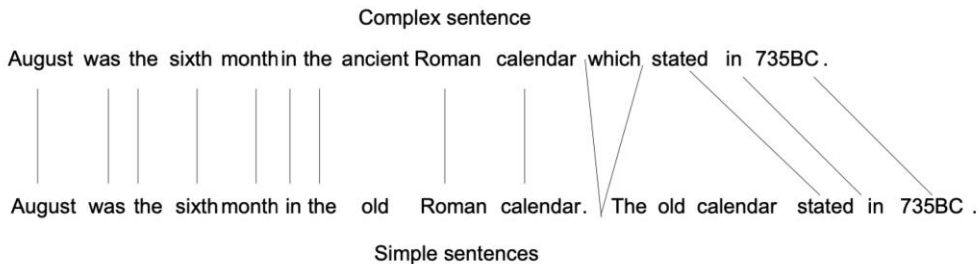 Complex sentence
August was the sixth month in the ancient Roman calendar which stated in 735BC.
August was the sixth month in the old Roman calendar. The old calendar stated in 735BC.
Simple sentences